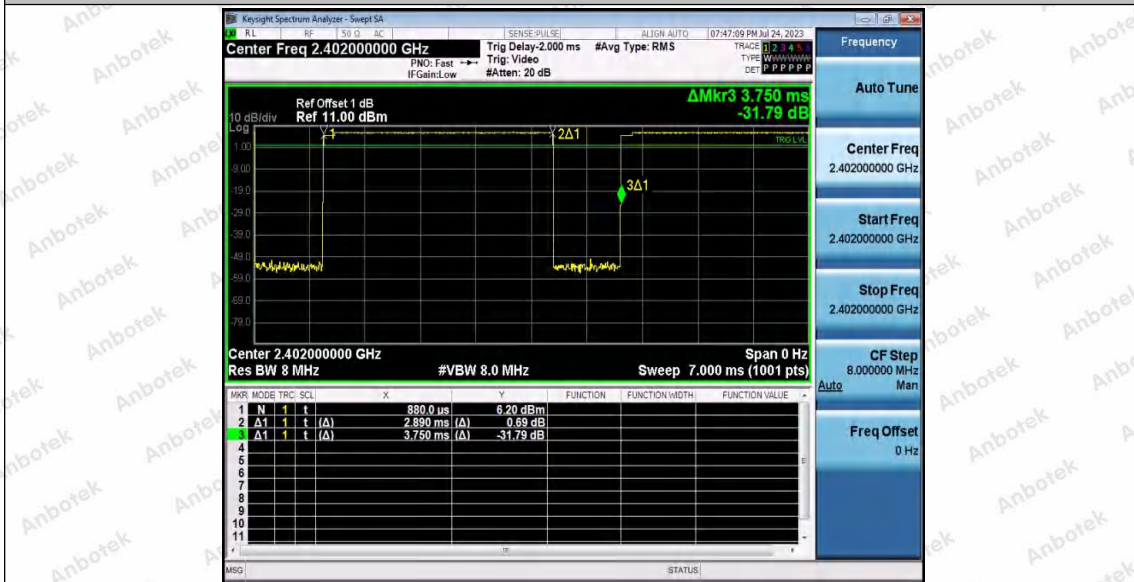 Keysight Spectrum Analyzer - Swept SA
RL RF 50 Ω AC SENSE:PULSE ALIGN AUTO 07:47:09 PM Jul 24, 2023
Center Freq 2.402000000 GHz
PNO: Fast
IFGain:Low
Trig Delay-2.000 ms
Trig: Video
#Atten: 20 dB
#Avg Type: RMS
TRACE 1 2 3 4 5 6
TYPE WWWWWW
DET P P P P P P
ΔMkr3 3.750 ms
-31.79 dB
Ref Offset 1 dB
10 dB/div Ref 11.00 dBm
Log
1
2Δ1
3Δ1
TRIG LVL
1.00
-9.00
-19.0
-29.0
-39.0
-49.0
-59.0
-69.0
-79.0
Center 2.402000000 GHz Span 0 Hz
Res BW 8 MHz #VBW 8.0 MHz Sweep 7.000 ms (1001 pts)
MKR MODE TRC SCL X Y FUNCTION FUNCTION WIDTH FUNCTION VALUE
1 N 1 t 880.0 us 6.20 dBm
2 Δ1 1 t (Δ) 2.890 ms (Δ) 0.69 dB
3 Δ1 1 t (Δ) 3.750 ms (Δ) -31.79 dB
4
5
6
7
8
9
10
11
MSG STATUS
Frequency
Auto Tune
Center Freq
2.402000000 GHz
Start Freq
2.402000000 GHz
Stop Freq
2.402000000 GHz
CF Step
8.000000 MHz
Auto Man
Freq Offset
0 Hz
Anbotek